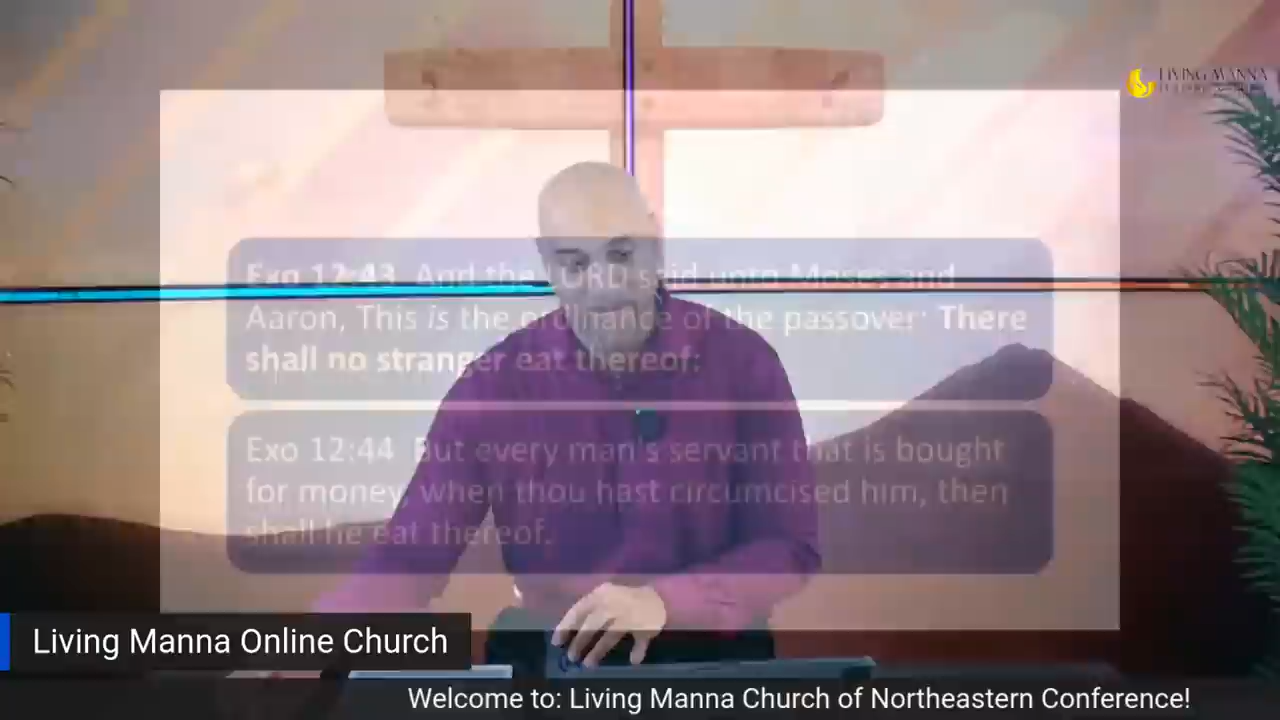 LIVING MANNA
Exo 12:43 And the LORD said unto Moses and
Aaron, This is the ordinance of the passover: There
shall no stranger eat thereof:
Exo 12:44 But every man's servant that is bought
for money, when thou hast circumcised him, then
shall he eat thereof.
Living Manna Online Church
Welcome to: Living Manna Church of Northeastern Conference!